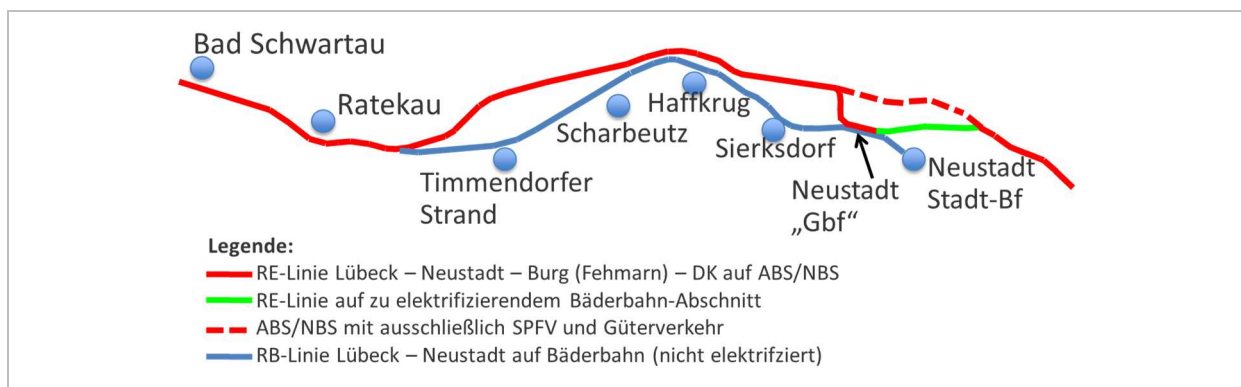 Bad Schwartau
Ratekau
Haffkrug
Scharbeutz
Sierksdorf
Timmendorfer
Strand
Neustadt
Stadt-Bf
Neustadt
„Gbf“
Legende:
RE-Linie Lübeck – Neustadt – Burg (Fehmarn) – DK auf ABS/NBS
RE-Linie auf zu elektrifizierendem Bäderbahn-Abschnitt
ABS/NBS mit ausschließlich SPFV und Güterverkehr
RB-Linie Lübeck – Neustadt auf Bäderbahn (nicht elektrifziert)